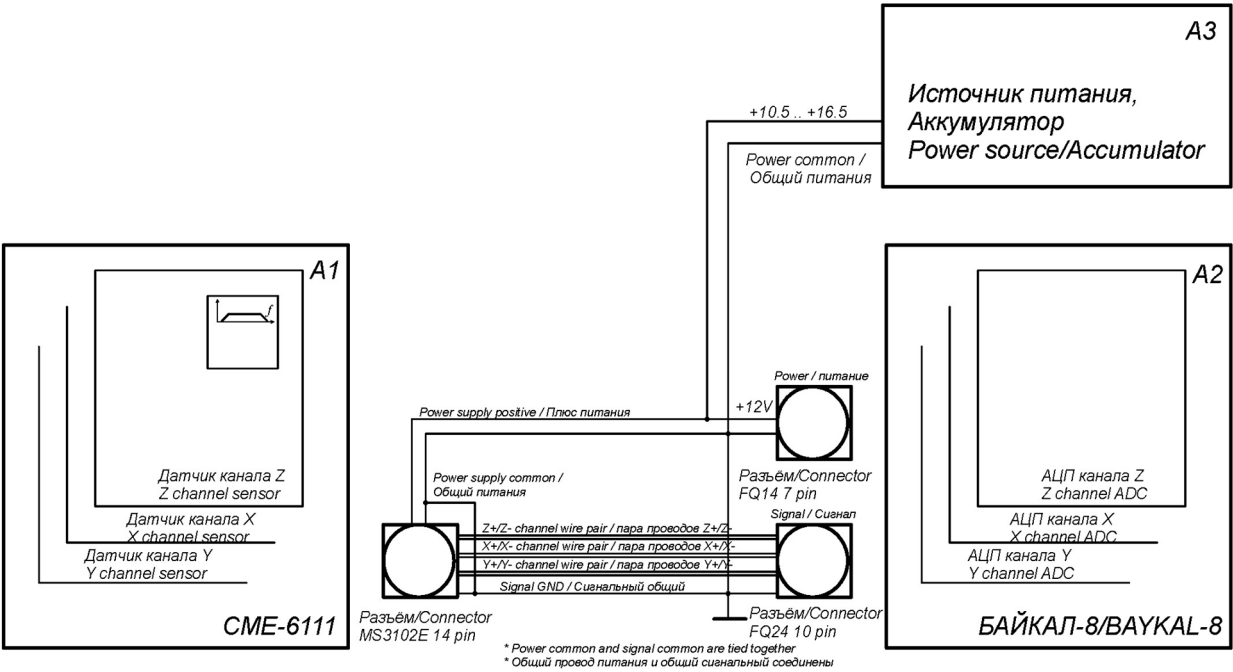 A3
Источник питания,
Аккумулятор
Power source/Accumulator
+10.5 .. +16.5
Power common /
Общий питания
A1
f
Датчик канала Z
Z channel sensor
Датчик канала X
X channel sensor
Датчик канала Y
Y channel sensor
CME-6111
Power / питание
+12V
Power supply positive / Плюс питания
Разъём/Connector
FQ14 7 pin
Power supply common /
Общий питания
Signal / Сигнал
Z+/Z- channel wire pair / пара проводов Z+/Z-
X+/X- channel wire pair / пара проводов X+/X-
Y+/Y- channel wire pair / пара проводов Y+/Y-
Signal GND / Сигнальный общий
Разъём/Connector
MS3102E 14 pin
Разъём/Connector
FQ24 10 pin
* Power common and signal common are tied together
* Общий провод питания и общий сигнальный соединены
A2
АЦП канала Z
Z channel ADC
АЦП канала X
X channel ADC
АЦП канала Y
Y channel ADC
БАЙКАЛ-8/BAYKAL-8